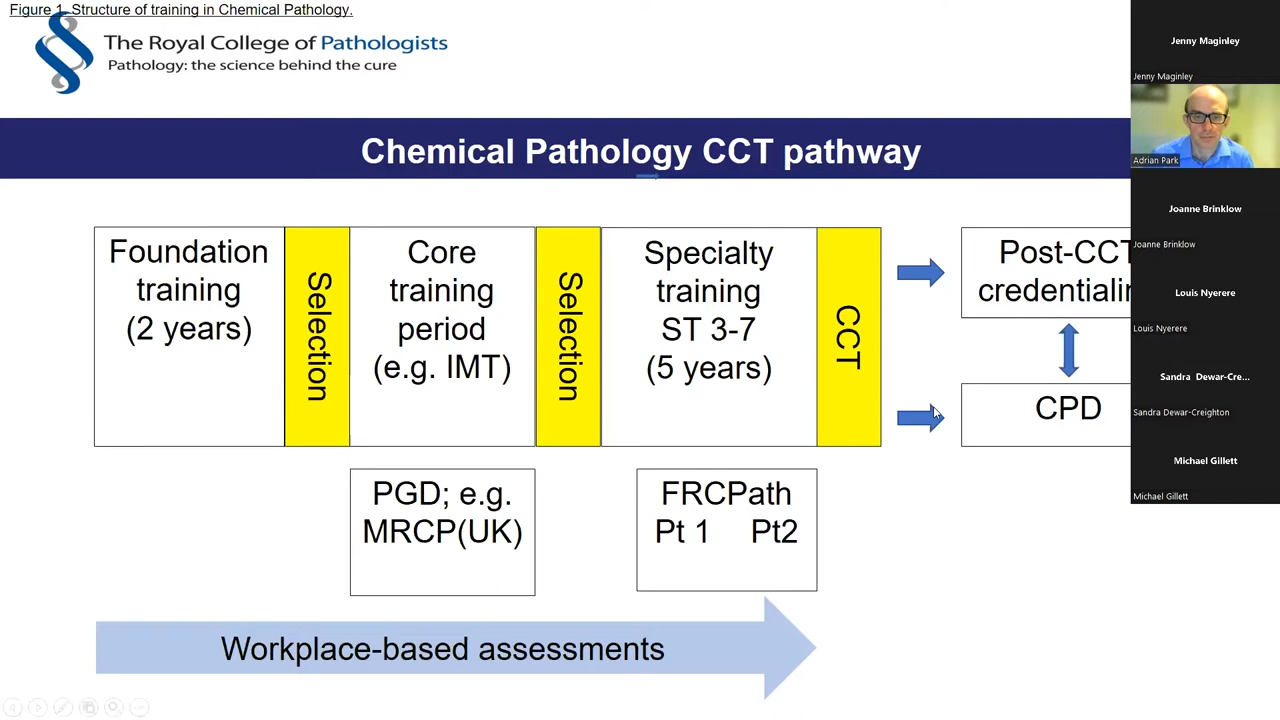 Figure 1. Structure of training in Chemical Pathology.
The Royal College of Pathologists
Pathology: the science behind the cure
Chemical Pathology CCT pathway
Foundation
training
(2 years)
Selection
Core
training
period
(e.g. IMT)
Selection
Specialty
training
ST 3-7
(5 years)
CCT
Post-CCT
credentialin
CPD
PGD; e.g.
MRCP(UK)
FRCPath
Pt 1 Pt2
Workplace-based assessments
Jenny Maginley
Jenny Maginley
Adrian Park
Joanne Brinklow
Joanne Brinklow
Louis Nyerere
Louis Nyerere
Sandra Dewar-Cre...
Sandra Dewar-Creighton
Michael Gillett
Michael Gillett